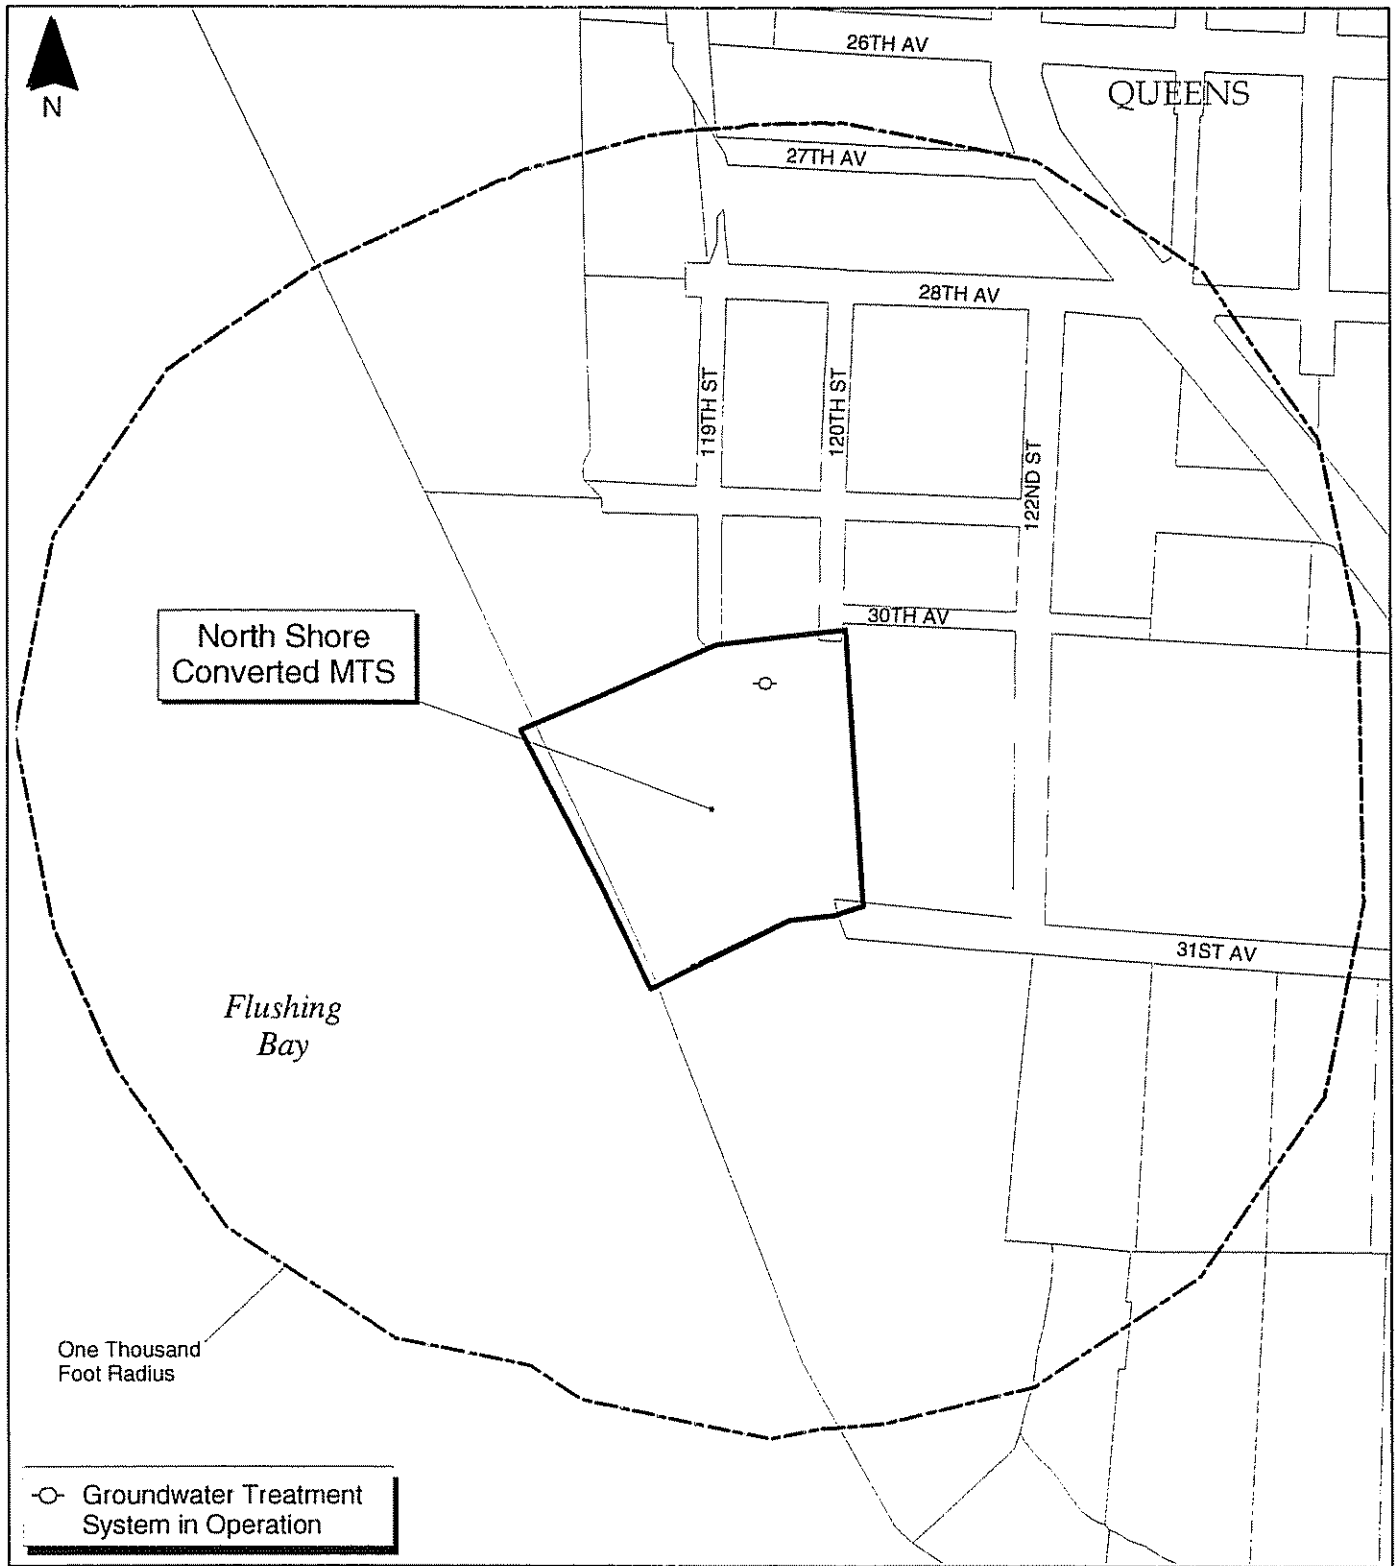 26TH AV
QUEENS
N
27TH AV
28TH AV
119TH ST
120TH ST
122ND ST
30TH AV
North Shore
Converted MTS
31ST AV
Flushing
Bay
One Thousand
Foot Radius
Groundwater Treatment
System in Operation